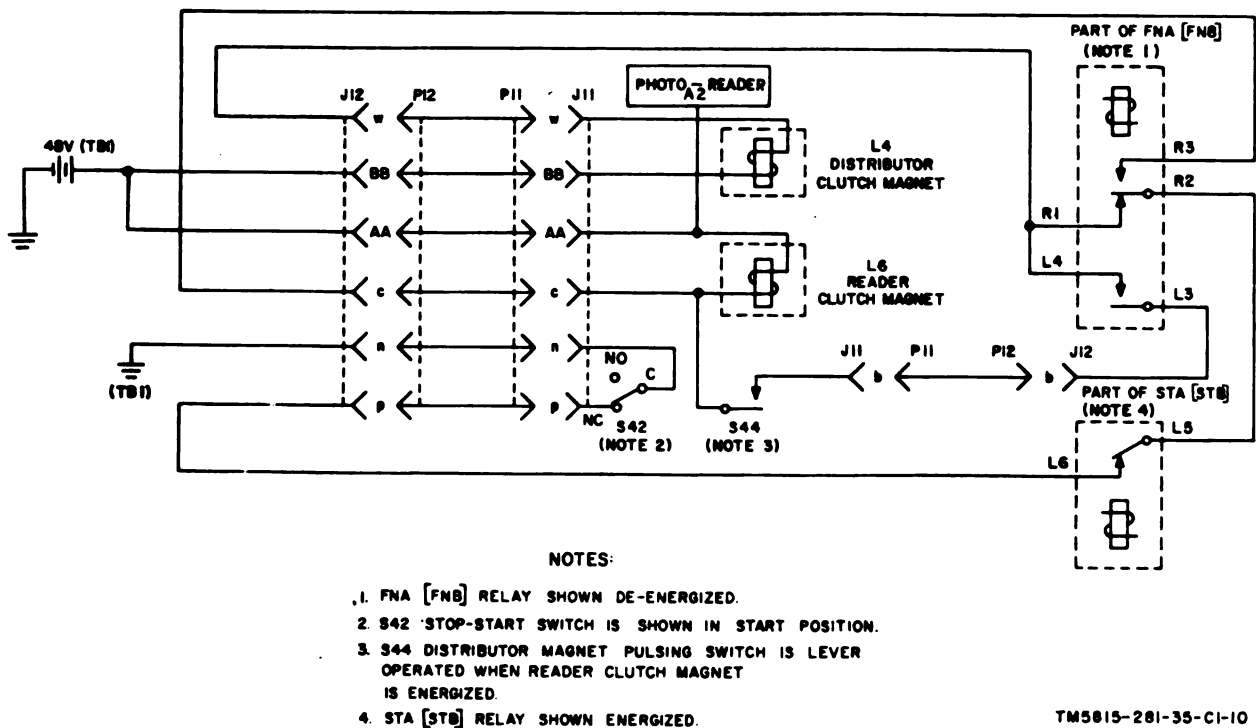 PART OF FNA [FNB]
(NOTE 1)
PHOTO-READER
A2
J12 P12 P11 J11
w w
48V (TB1)
BB BB
L4
DISTRIBUTOR
CLUTCH MAGNET
R3
R2
R1
AA AA
L4
c c
L6
READER
CLUTCH MAGNET
L3
n n
NO
C
J11 P11 P12 J12
b b
(TB1)
p p
NC
S42
(NOTE 2)
S44
(NOTE 3)
PART OF STA [STB]
(NOTE 4)
L5
L6
NOTES:
1. FNA [FNB] RELAY SHOWN DE-ENERGIZED.
2. S42 STOP-START SWITCH IS SHOWN IN START POSITION.
3. S44 DISTRIBUTOR MAGNET PULSING SWITCH IS LEVER
OPERATED WHEN READER CLUTCH MAGNET
IS ENERGIZED.
4. STA [STB] RELAY SHOWN ENERGIZED.
TM5815-281-35-C1-10